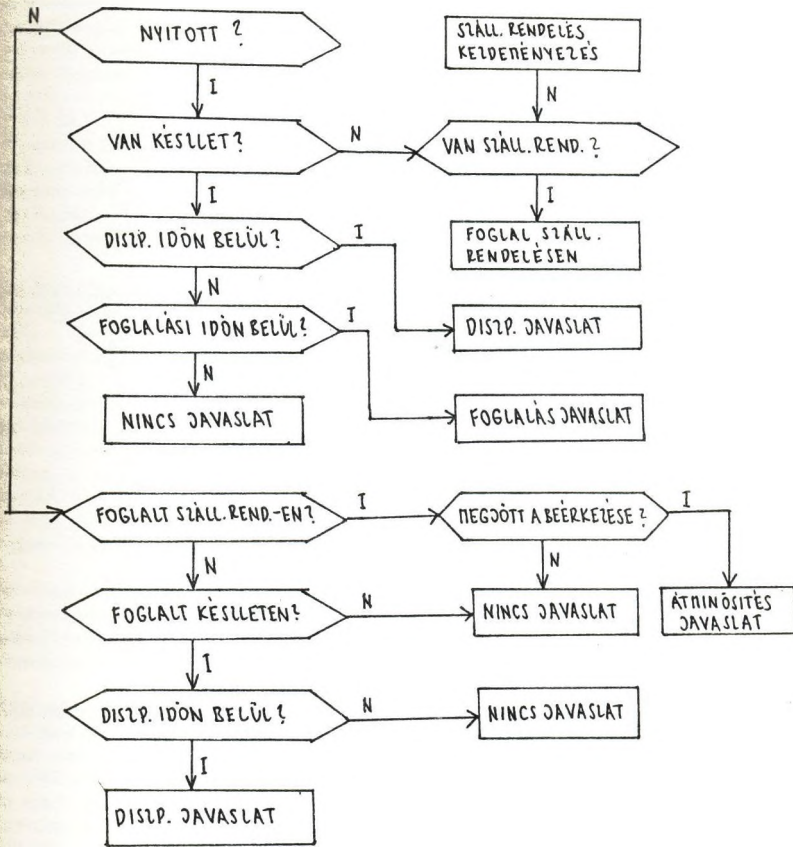 N
NYITOTT ?
SZÁLL. RENDELÉS
KEZDEMÉNYEZÉS
I
N
VAN KÉSZLET?
N
VAN SZÁLL. REND. ?
I
I
DISZP. IDŐN BELÜL?
I
FOGLAL SZÁLL.
RENDELÉSEN
N
FOGLALÁSI IDŐN BELÜL?
I
DISZP. JAVASLAT
N
NINCS JAVASLAT
FOGLALÁS JAVASLAT
FOGLALT SZÁLL. REND.-EN?
I
MEGJÖTT A BEÉRKEZÉSE?
I
N
N
FOGLALT KÉSZLETEN?
N
NINCS JAVASLAT
ÁTMINŐSITÉS
JAVASLAT
I
DISZP. IDŐN BELÜL?
N
NINCS JAVASLAT
I
DISZP. JAVASLAT